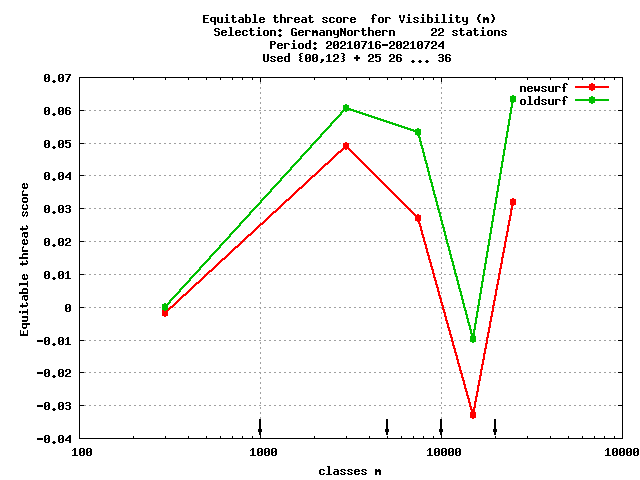 Equitable threat score  for Visibility (m)
Selection: GermanyNorthern     22 stations
Period: 20210716-20210724
Used {00,12} + 25 26 ... 36
newsurf
oldsurf
0.07
0.06
0.05
0.04
0.03
0.02
0.01
0
-0.01
-0.02
-0.03
-0.04
Equitable threat score
100
1000
10000
10000
classes m